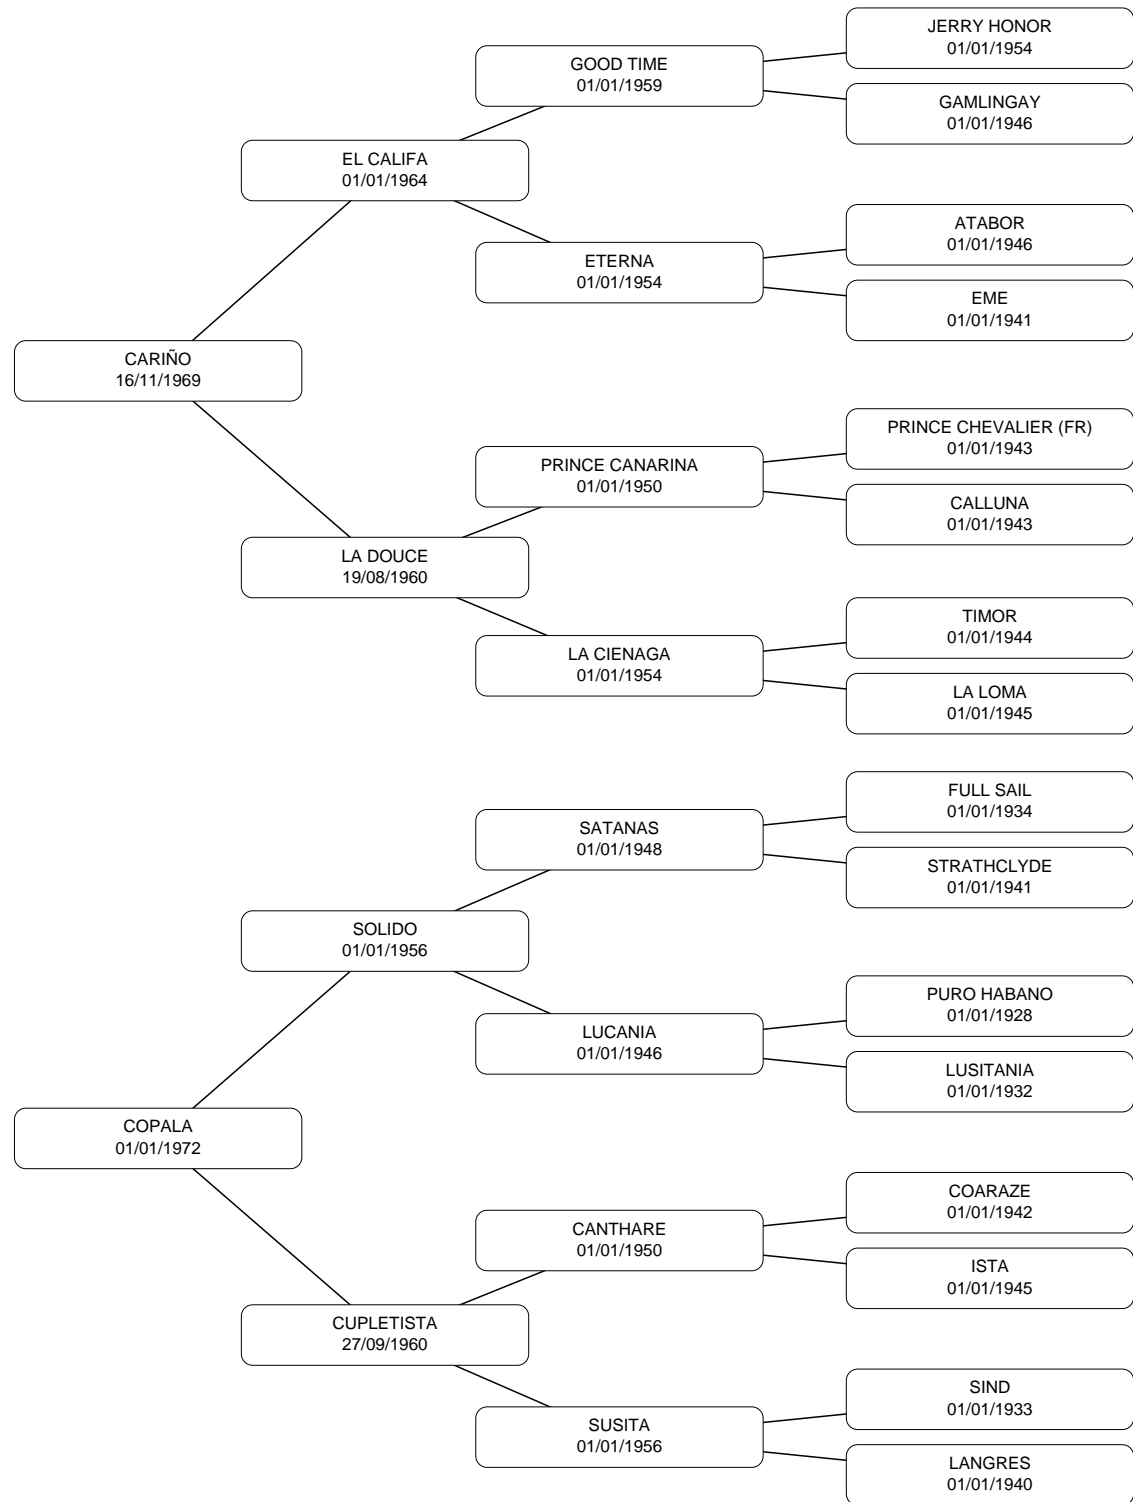 JERRY HONOR
01/01/1954
GOOD TIME
01/01/1959
GAMLINGAY
01/01/1946
EL CALIFA
01/01/1964
ATABOR
01/01/1946
ETERNA
01/01/1954
EME
01/01/1941
CARIÑO
16/11/1969
PRINCE CHEVALIER (FR)
01/01/1943
PRINCE CANARINA
01/01/1950
CALLUNA
01/01/1943
LA DOUCE
19/08/1960
TIMOR
01/01/1944
LA CIENAGA
01/01/1954
LA LOMA
01/01/1945
FULL SAIL
01/01/1934
SATANAS
01/01/1948
STRATHCLYDE
01/01/1941
SOLIDO
01/01/1956
PURO HABANO
01/01/1928
LUCANIA
01/01/1946
LUSITANIA
01/01/1932
COPALA
01/01/1972
COARAZE
01/01/1942
CANTHARE
01/01/1950
ISTA
01/01/1945
CUPLETISTA
27/09/1960
SIND
01/01/1933
SUSITA
01/01/1956
LANGRES
01/01/1940